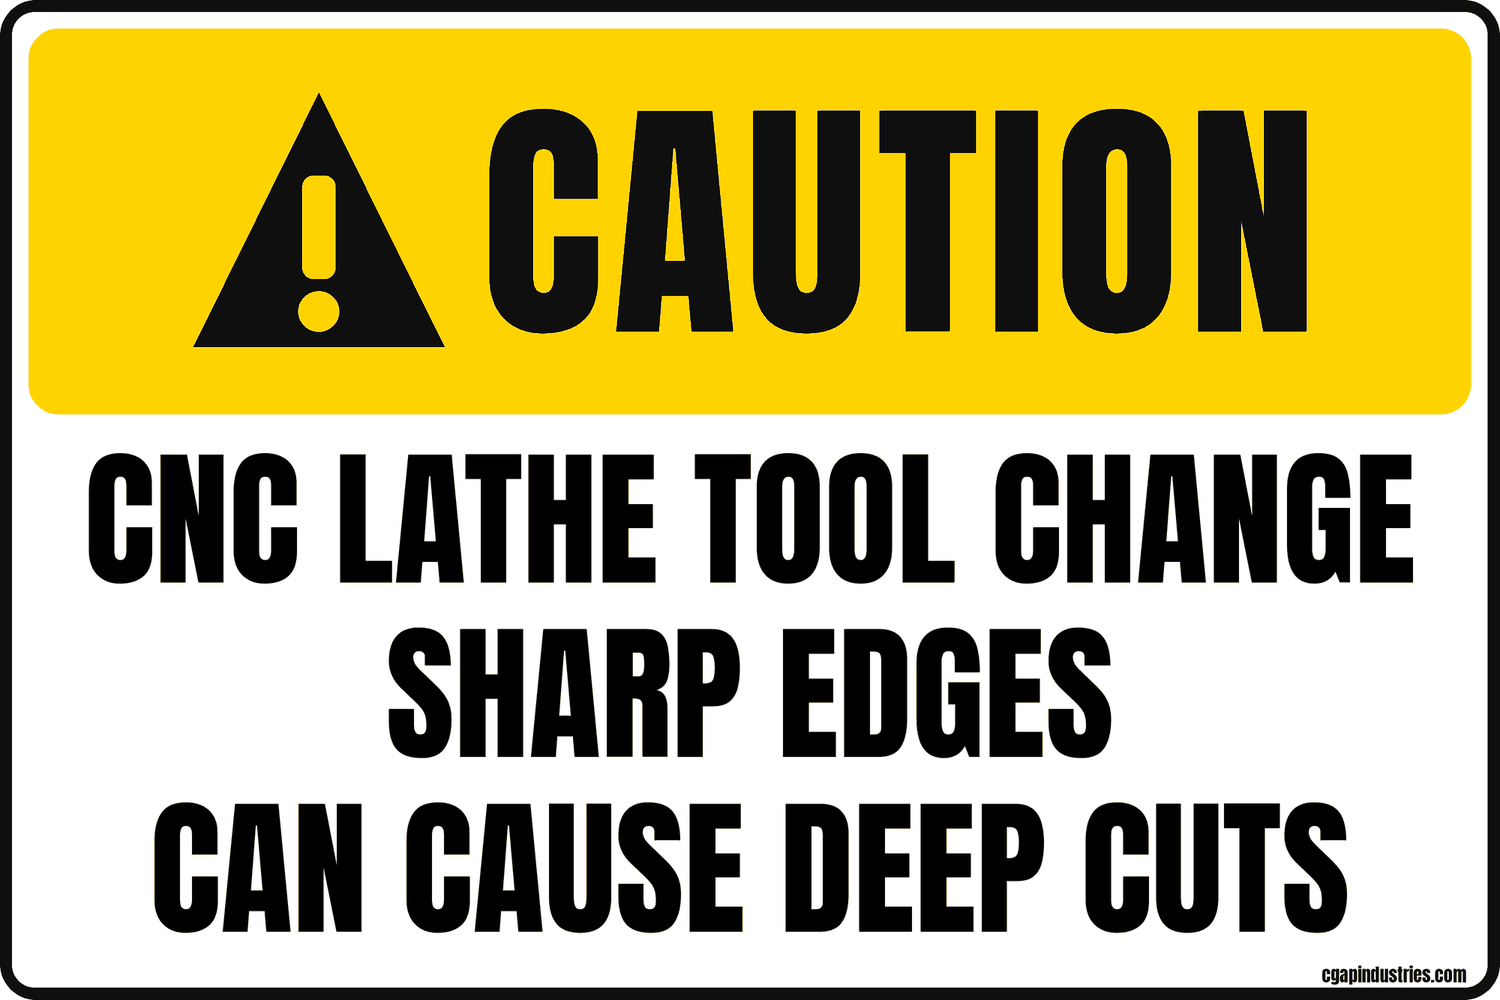 CAUTION
CNC LATHE TOOL CHANGE
SHARP EDGES
CAN CAUSE DEEP CUTS
cgapindustries.com